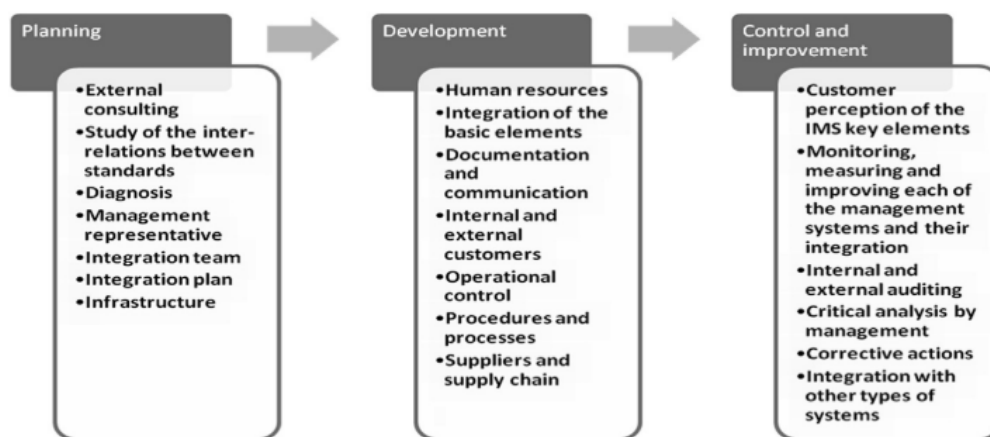 Planning
•External
consulting
•Study of the inter-
relations between
standards
•Diagnosis
•Management
representative
•Integration team
•Integration plan
•Infrastructure
Development
•Human resources
•Integration of the
basic elements
•Documentation
and
communication
•Internal and
external
customers
•Operational
control
•Procedures and
processes
•Suppliers and
supply chain
Control and
improvement
•Customer
perception of the
IMS key elements
•Monitoring,
measuring and
improving each of
the management
systems and their
integration
•Internal and
external auditing
•Critical analysis by
management
•Corrective actions
•Integration with
other types of
systems